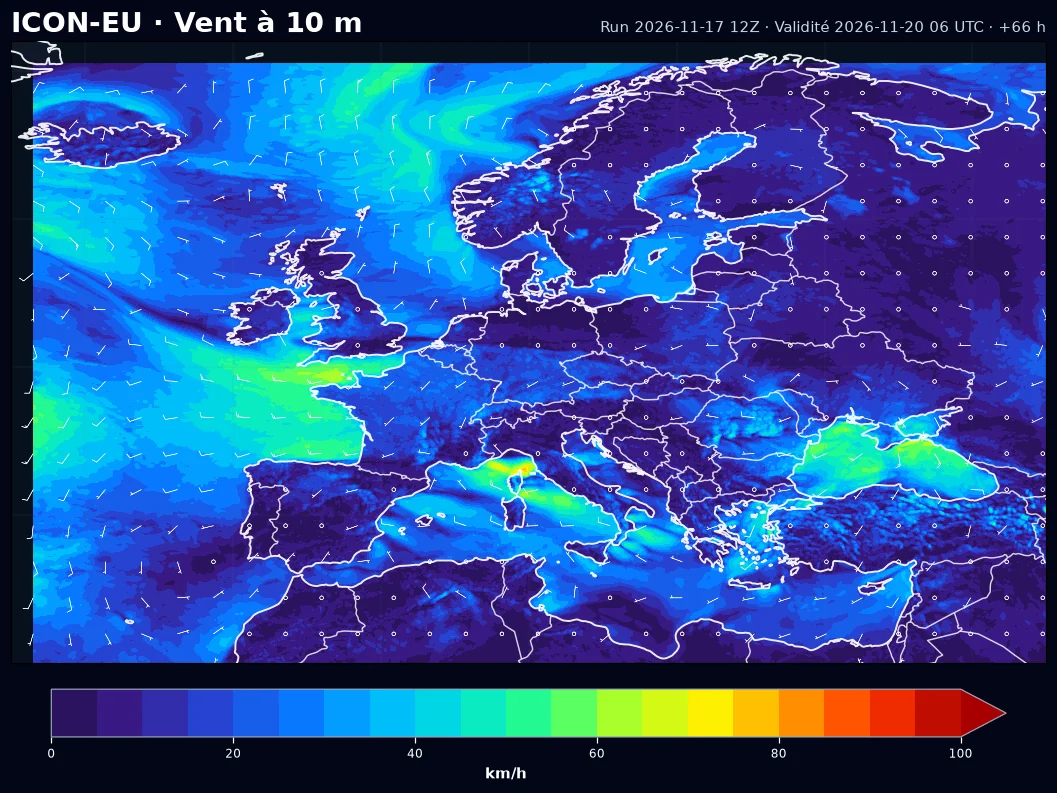 ICON-EU · Vent à 10 m
Run 2026-11-17 12Z · Validité 2026-11-20 06 UTC · +66 h
0 20 40 60 80 100
km/h